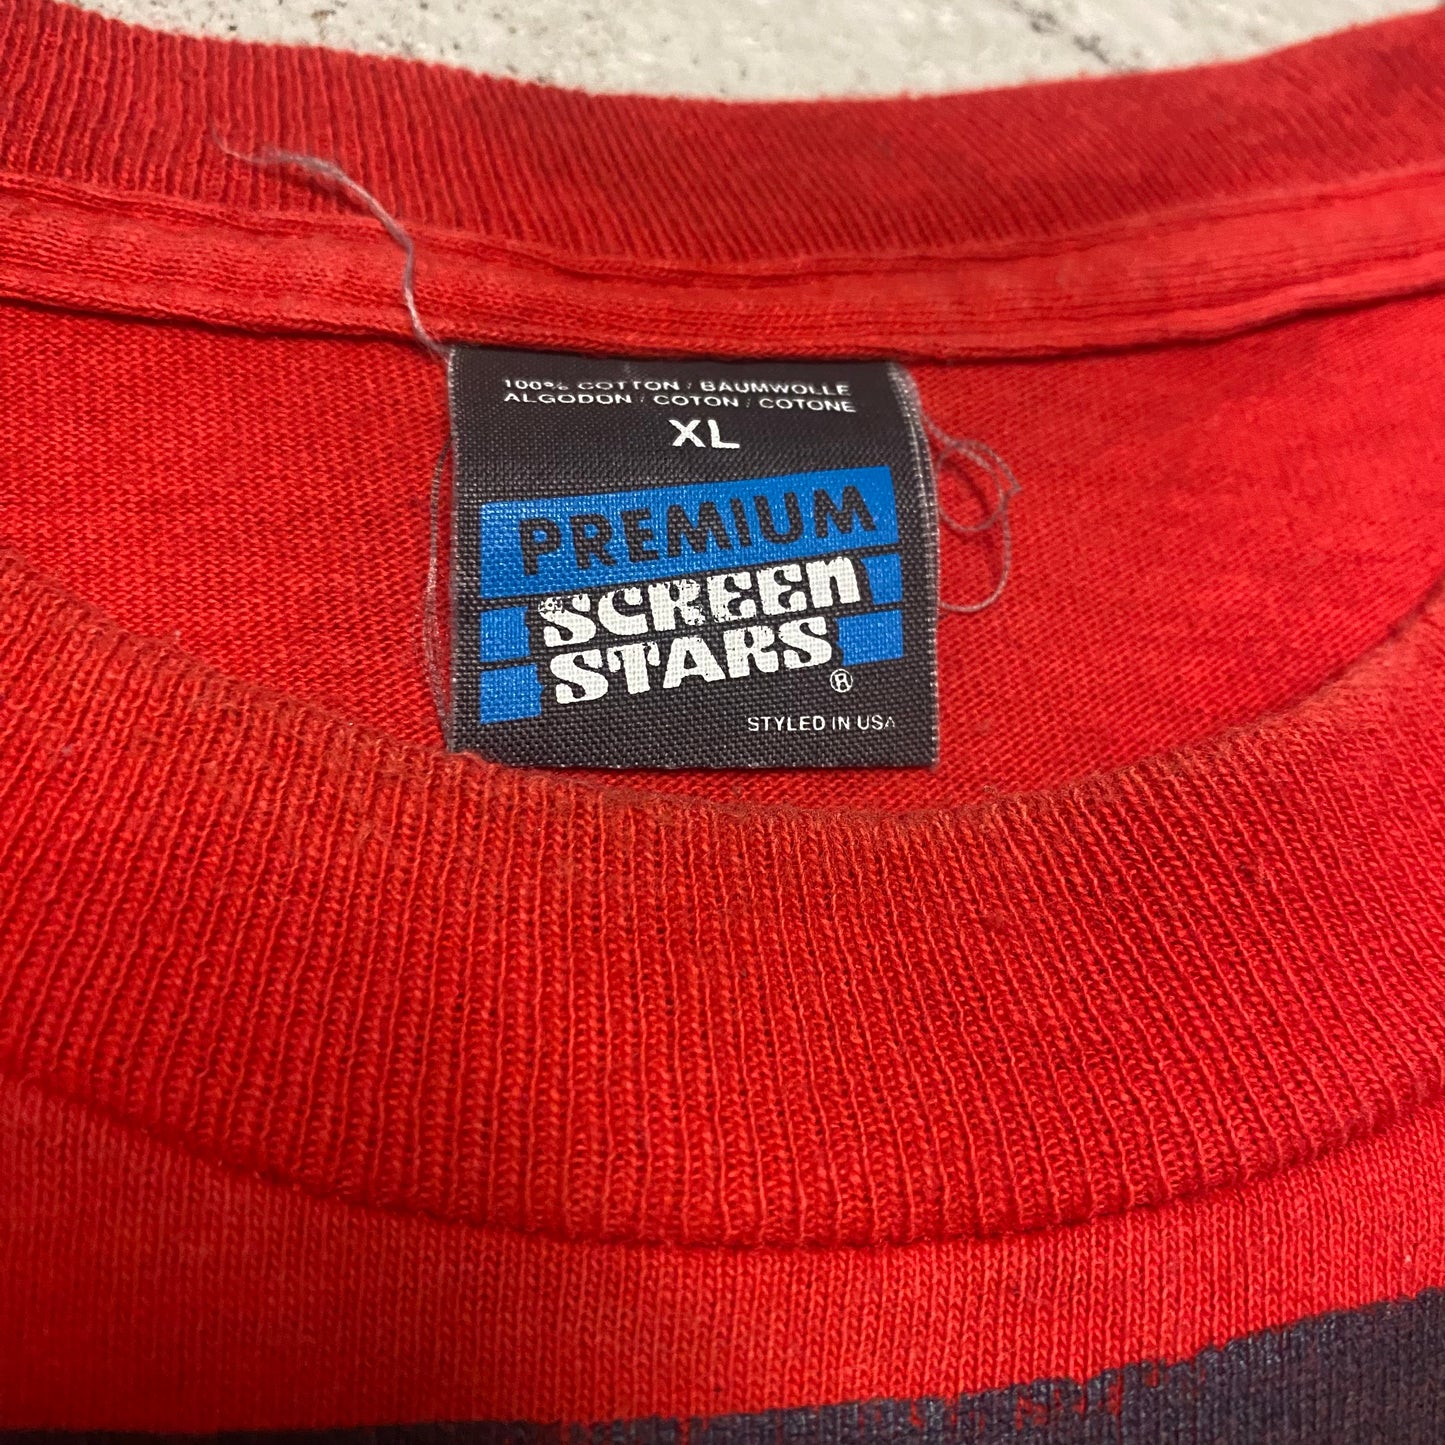 100% COTTON / BAUMWOLLE
ALGODON / COTON / COTONE
XL
PREMIUM
SCREEN
STARS
®
STYLED IN USA